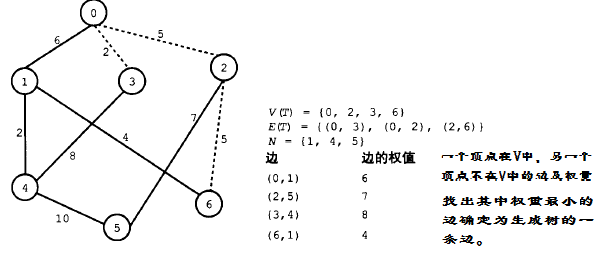 0
6
2
5
1
3
2
7
2
4
5
8
4
6
10
5
V(T) = {0, 2, 3, 6}
E(T) = {(0, 3), (0, 2), (2,6)}
N = {1, 4, 5}
边 边的权值
(0,1) 6
(2,5) 7
(3,4) 8
(6,1) 4
一个顶点在V中，另一个
顶点不在V中的边及权重
找出其中权重最小的
边确定为生成树的一
条边。